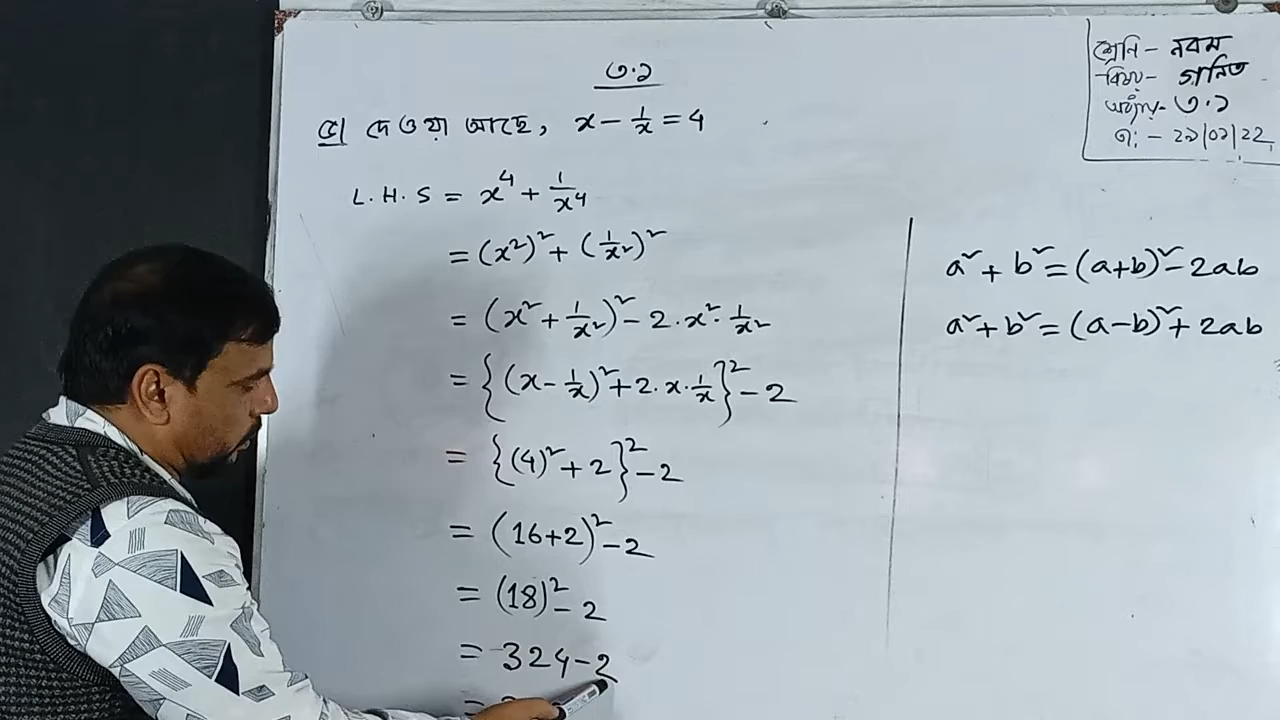 ৩.১
দেওয়া আছে, x - 1/x = 4
L.H.S = x⁴ + 1/x⁴
= (x²)² + (1/x²)²
= (x² + 1/x²)² - 2.x².1/x²
= {(x - 1/x)² + 2.x.1/x}² - 2
= {(4)² + 2}² - 2
= (16+2)² - 2
= (18)² - 2
= 324 - 2
=
a² + b² = (a+b)² - 2ab
a² + b² = (a-b)² + 2ab
শ্রেনি - নবম
বিষয় - গনিত
অধ্যায় - ৩.১
তা: - ২১/০১/২২